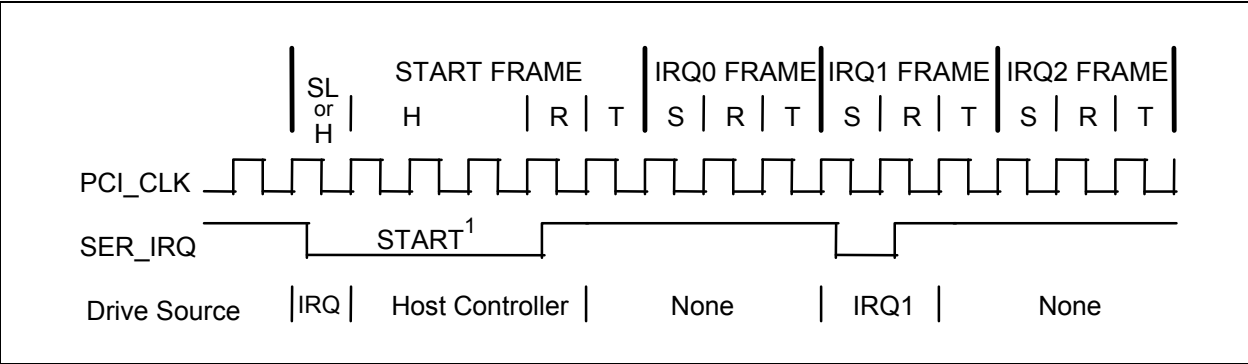 START FRAME IRQ0 FRAME IRQ1 FRAME IRQ2 FRAME
SL
or
H
H R T S R T S R T S R T
PCI_CLK
SER_IRQ START1
Drive Source IRQ Host Controller None IRQ1 None